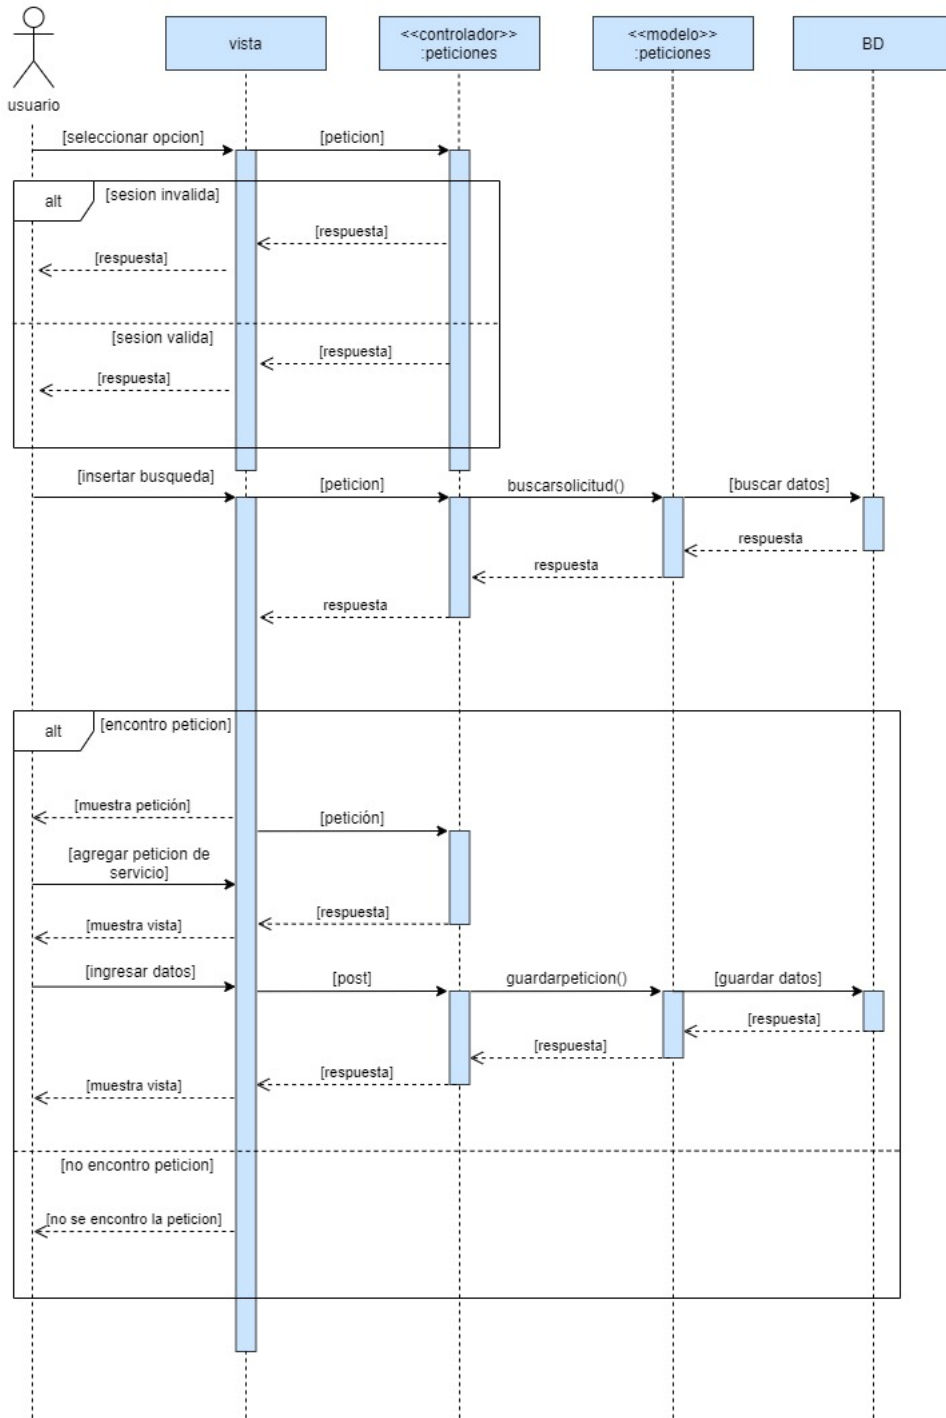 usuario
vista
<<controlador>>
:peticiones
<<modelo>>
:peticiones
BD
[seleccionar opcion]
[peticion]
alt
[sesion invalida]
[respuesta]
[respuesta]
[sesion valida]
[respuesta]
[respuesta]
[insertar busqueda]
[peticion]
buscarsolicitud()
[buscar datos]
respuesta
respuesta
respuesta
alt
[encontro peticion]
[muestra petición]
[petición]
[agregar peticion de
servicio]
[respuesta]
[muestra vista]
[ingresar datos]
[post]
guardarpeticion()
[guardar datos]
[respuesta]
[respuesta]
[respuesta]
[muestra vista]
[no encontro peticion]
[no se encontro la peticion]